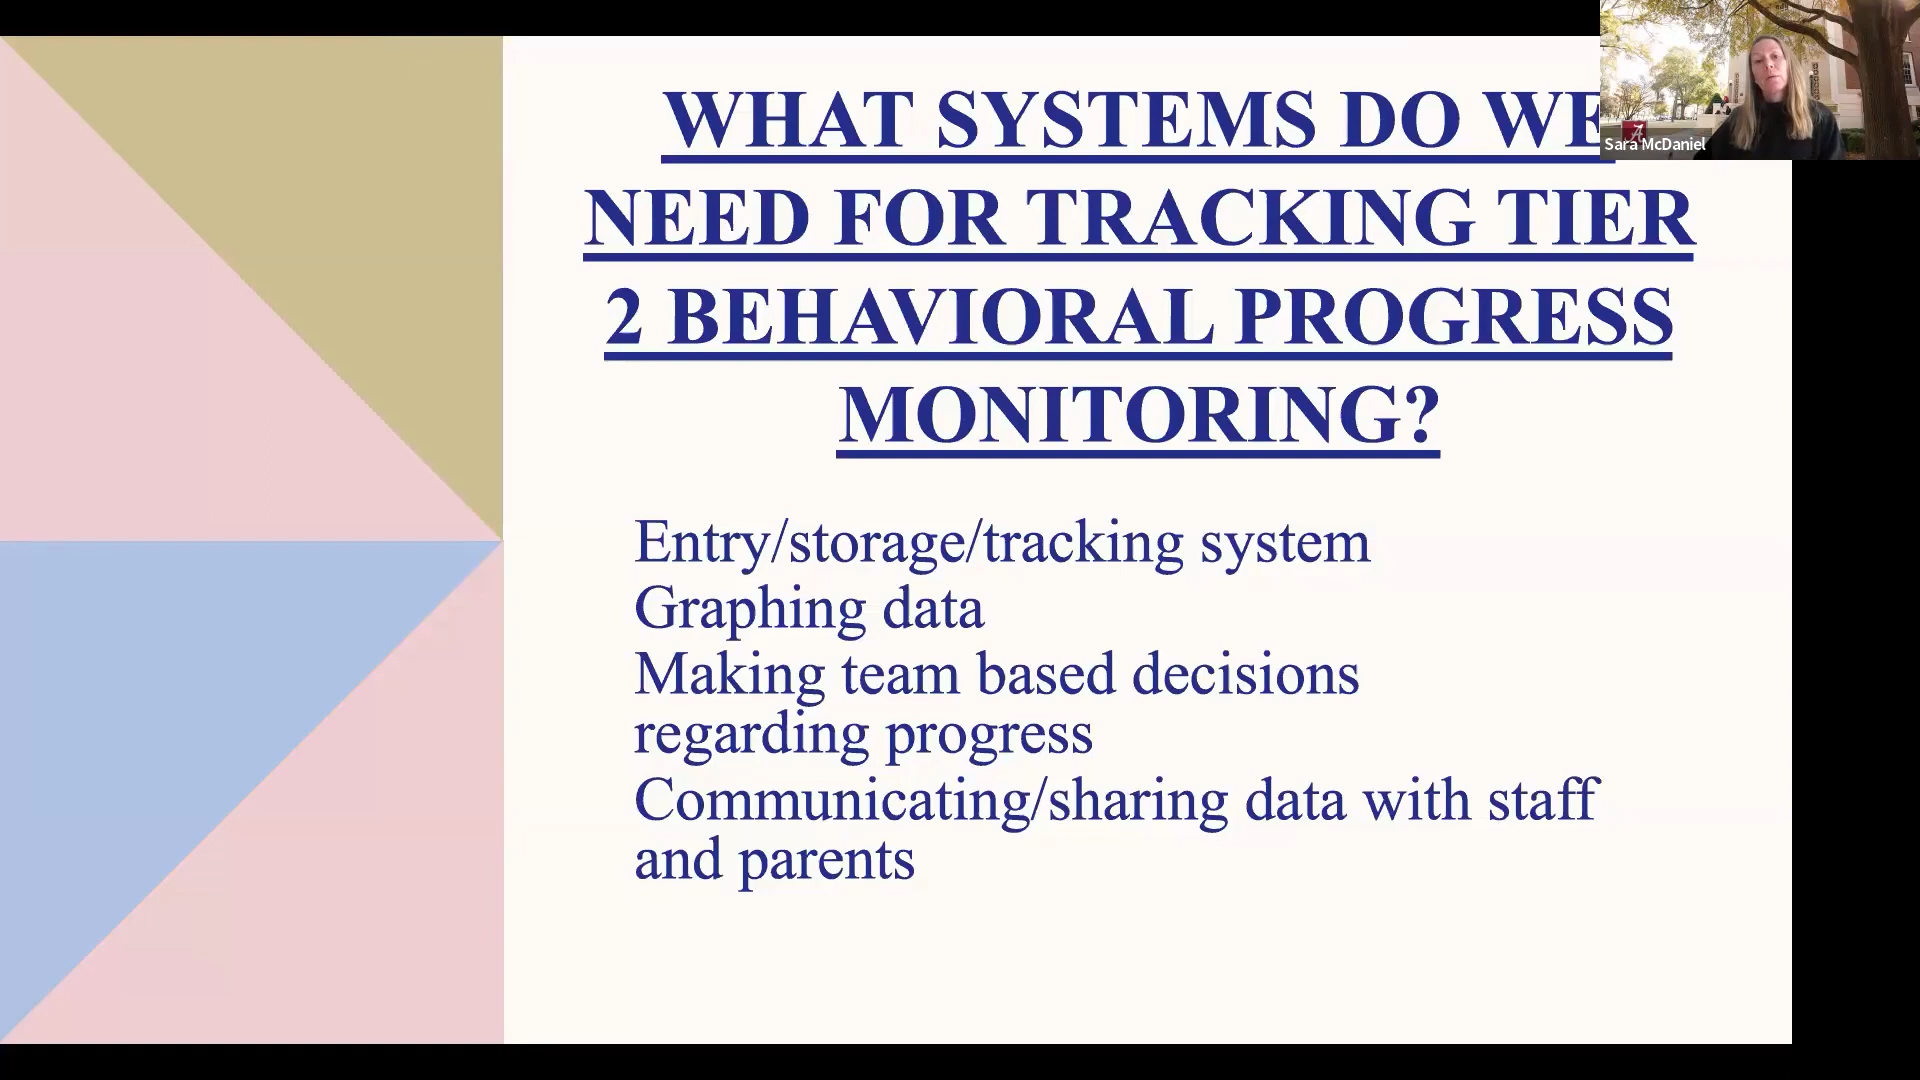 WHAT SYSTEMS DO WE
NEED FOR TRACKING TIER
2 BEHAVIORAL PROGRESS
MONITORING?
Entry/storage/tracking system
Graphing data
Making team based decisions
regarding progress
Communicating/sharing data with staff
and parents
Sara McDaniel
A